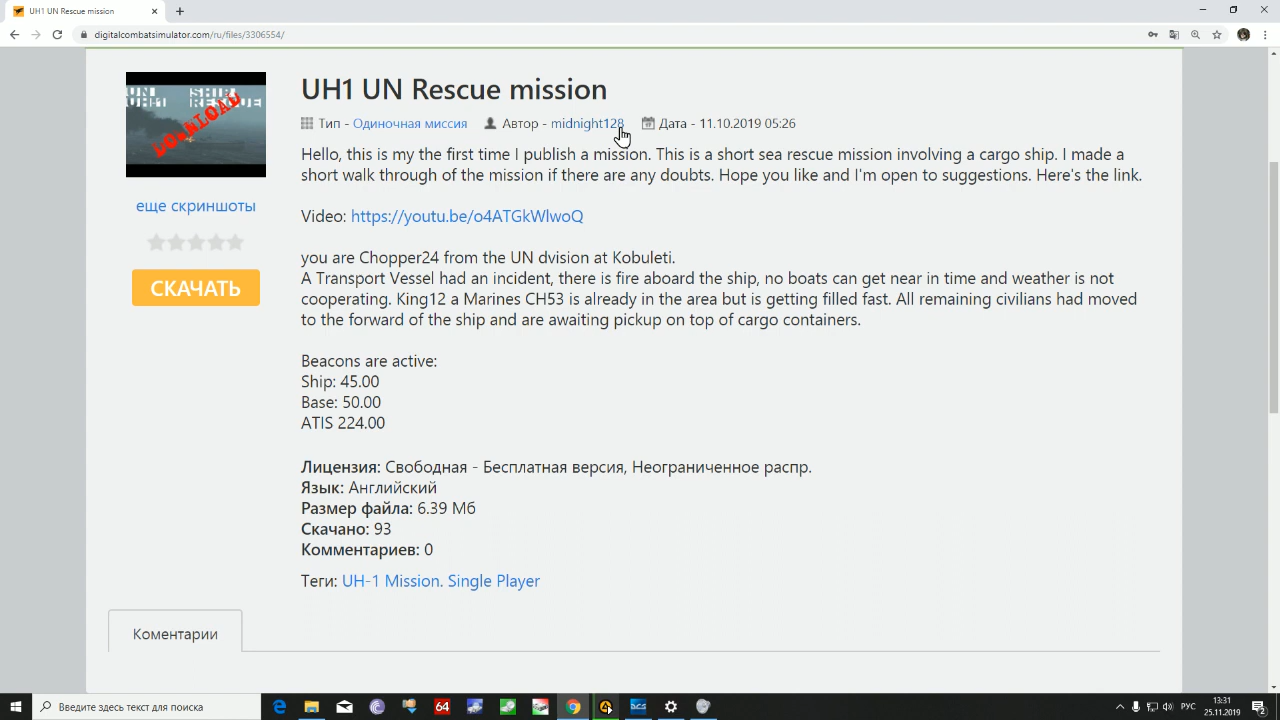 UH1 UN Rescue mission
digitalcombatsimulator.com/ru/files/3306554/
UN SHIP
UH1 RESCUE
DOWNLOAD
еще скриншоты
СКАЧАТЬ
UH1 UN Rescue mission
Тип - Одиночная миссия Автор - midnight128 Дата - 11.10.2019 05:26
Hello, this is my the first time I publish a mission. This is a short sea rescue mission involving a cargo ship. I made a
short walk through of the mission if there are any doubts. Hope you like and I'm open to suggestions. Here's the link.
Video: https://youtu.be/o4ATGkWlwoQ
you are Chopper24 from the UN dvision at Kobuleti.
A Transport Vessel had an incident, there is fire aboard the ship, no boats can get near in time and weather is not
cooperating. King12 a Marines CH53 is already in the area but is getting filled fast. All remaining civilians had moved
to the forward of the ship and are awaiting pickup on top of cargo containers.
Beacons are active:
Ship: 45.00
Base: 50.00
ATIS 224.00
Лицензия: Свободная - Бесплатная версия, Неограниченное распр.
Язык: Английский
Размер файла: 6.39 Мб
Скачано: 93
Комментариев: 0
Теги: UH-1 Mission. Single Player
Коментарии
Введите здесь текст для поиска
64
DCS
РУС
13:31
25.11.2019
2